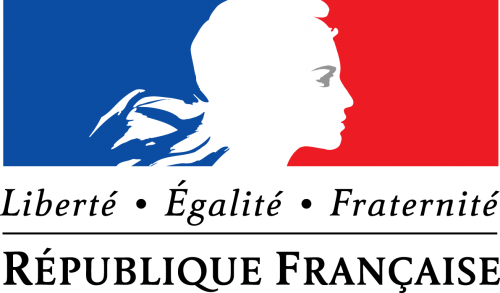 Liberté • Égalité • Fraternité
RÉPUBLIQUE FRANÇAISE